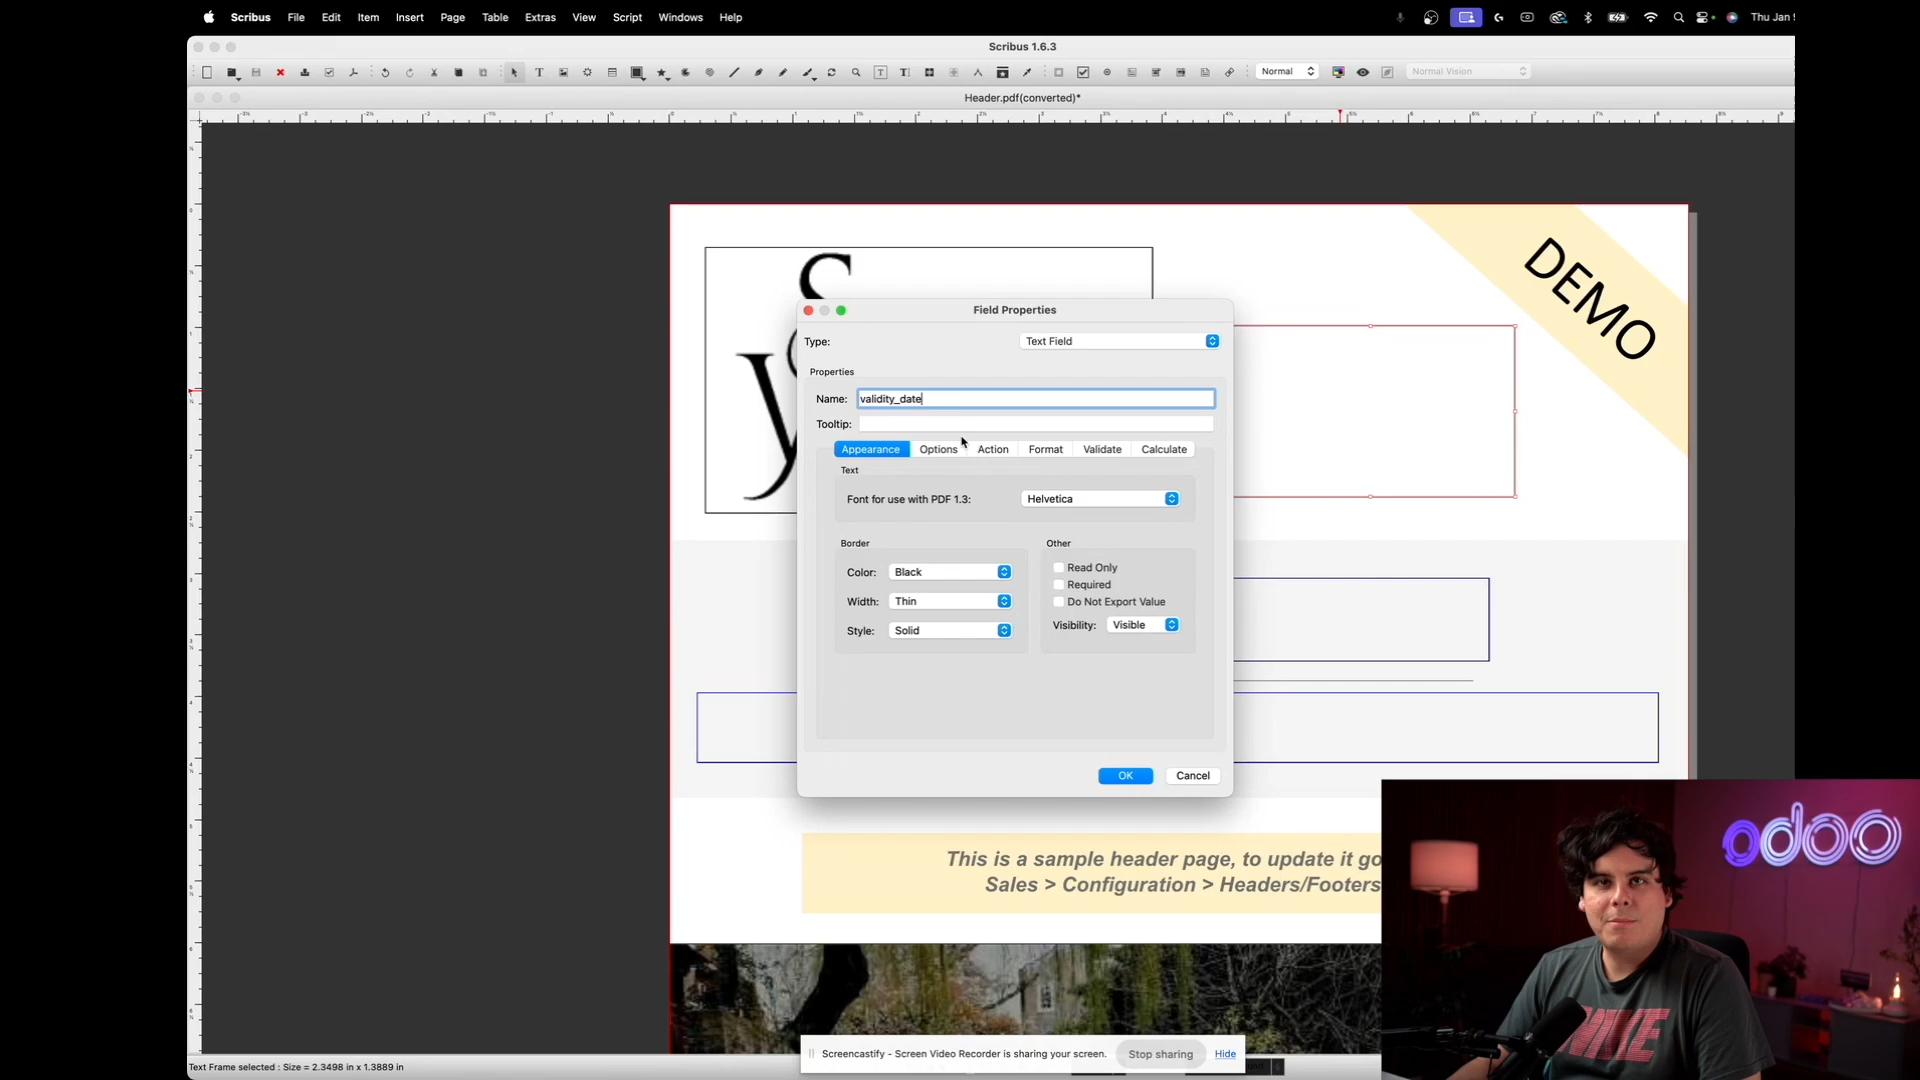 Scribus File Edit Item Insert Page Table Extras View Script Windows Help
Thu Jan
Scribus 1.6.3
Normal
Normal Vision
Header.pdf(converted)*
DEMO
S
y
Field Properties
Type: Text Field
Properties
Name: validity_date
Tooltip:
Appearance Options Action Format Validate Calculate
Text
Font for use with PDF 1.3: Helvetica
Border
Color: Black
Width: Thin
Style: Solid
Other
Read Only
Required
Do Not Export Value
Visibility: Visible
OK Cancel
This is a sample header page, to update it go
Sales > Configuration > Headers/Footers
odoo
NIKE
Screencastify - Screen Video Recorder is sharing your screen. Stop sharing Hide
Text Frame selected : Size = 2.3498 in x 1.3889 in